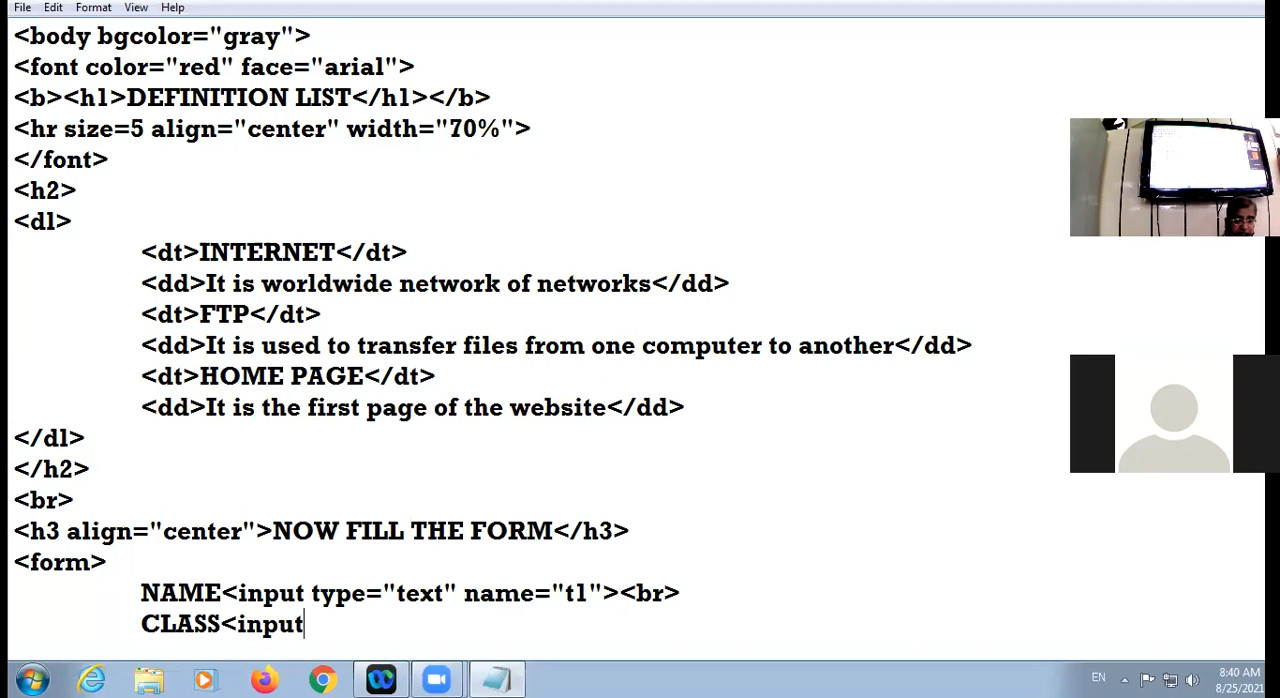 File Edit Format View Help
<body bgcolor="gray">
<font color="red" face="arial">
<b><h1>DEFINITION LIST</h1></b>
<hr size=5 align="center" width="70%">
</font>
<h2>
<dl>
<dt>INTERNET</dt>
<dd>It is worldwide network of networks</dd>
<dt>FTP</dt>
<dd>It is used to transfer files from one computer to another</dd>
<dt>HOME PAGE</dt>
<dd>It is the first page of the website</dd>
</dl>
</h2>
<br>
<h3 align="center">NOW FILL THE FORM</h3>
<form>
NAME<input type="text" name="t1"><br>
CLASS<input
EN
8:40 AM
8/25/2021